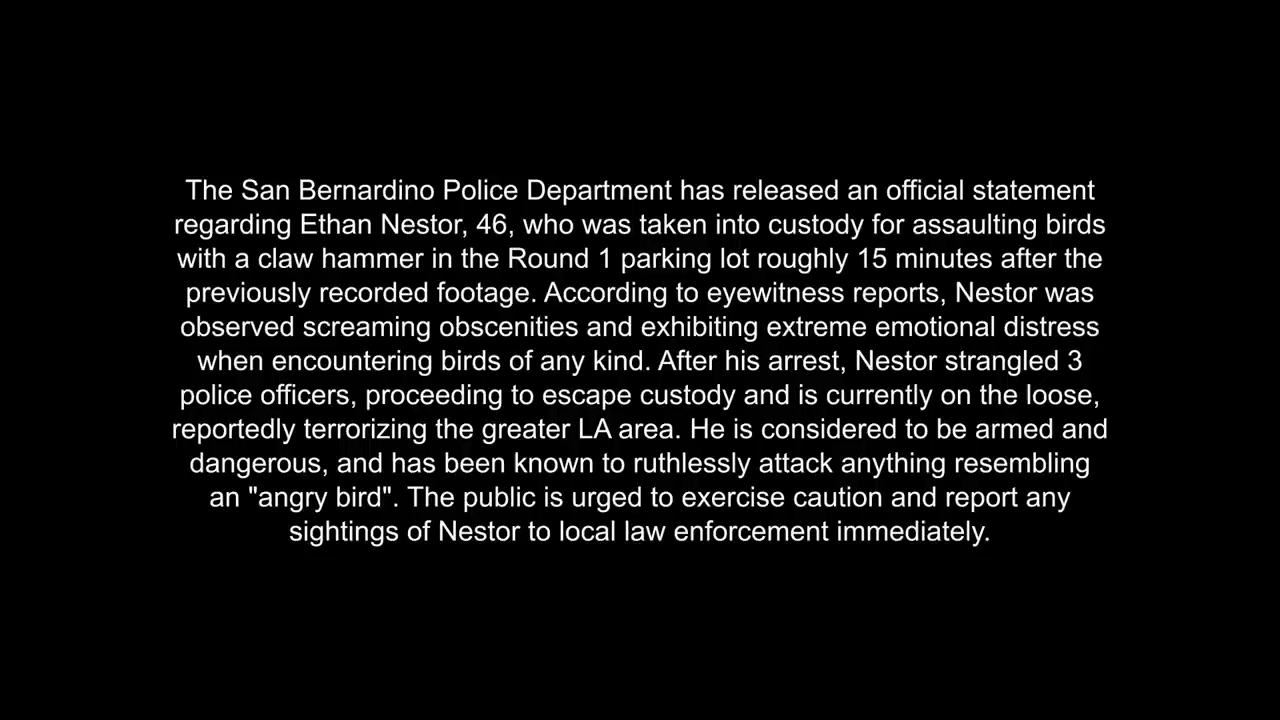 The San Bernardino Police Department has released an official statement
regarding Ethan Nestor, 46, who was taken into custody for assaulting birds
with a claw hammer in the Round 1 parking lot roughly 15 minutes after the
previously recorded footage. According to eyewitness reports, Nestor was
observed screaming obscenities and exhibiting extreme emotional distress
when encountering birds of any kind. After his arrest, Nestor strangled 3
police officers, proceeding to escape custody and is currently on the loose,
reportedly terrorizing the greater LA area. He is considered to be armed and
dangerous, and has been known to ruthlessly attack anything resembling
an "angry bird". The public is urged to exercise caution and report any
sightings of Nestor to local law enforcement immediately.